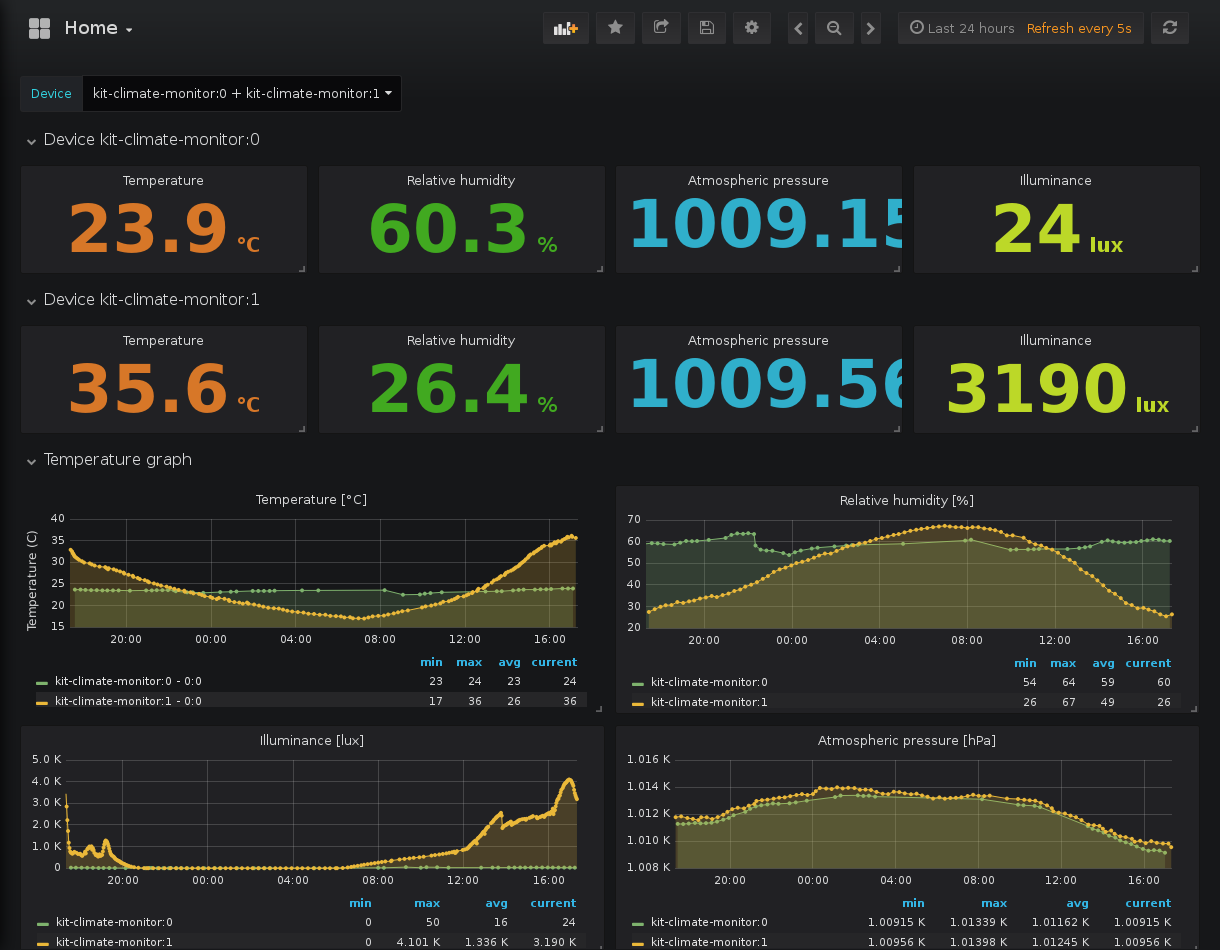 Home
Last 24 hours Refresh every 5s
Device kit-climate-monitor:0 + kit-climate-monitor:1
Device kit-climate-monitor:0
Temperature Relative humidity Atmospheric pressure Illuminance
23.9 °C 60.3 % 1009.15 24 lux
Device kit-climate-monitor:1
Temperature Relative humidity Atmospheric pressure Illuminance
35.6 °C 26.4 % 1009.56 3190 lux
Temperature graph
Temperature [°C]
Temperature (C)
40
35
30
25
20
15
20:00 00:00 04:00 08:00 12:00 16:00
min max avg current
kit-climate-monitor:0 - 0:0 23 24 23 24
kit-climate-monitor:1 - 0:0 17 36 26 36
Relative humidity [%]
70
60
50
40
30
20
20:00 00:00 04:00 08:00 12:00 16:00
min max avg current
kit-climate-monitor:0 54 64 59 60
kit-climate-monitor:1 26 67 49 26
Illuminance [lux]
5.0 K
4.0 K
3.0 K
2.0 K
1.0 K
0
20:00 00:00 04:00 08:00 12:00 16:00
min max avg current
kit-climate-monitor:0 0 50 16 24
kit-climate-monitor:1 0 4.101 K 1.336 K 3.190 K
Atmospheric pressure [hPa]
1.016 K
1.014 K
1.012 K
1.010 K
1.008 K
20:00 00:00 04:00 08:00 12:00 16:00
min max avg current
kit-climate-monitor:0 1.00915 K 1.01339 K 1.01162 K 1.00915 K
kit-climate-monitor:1 1.00956 K 1.01398 K 1.01245 K 1.00956 K